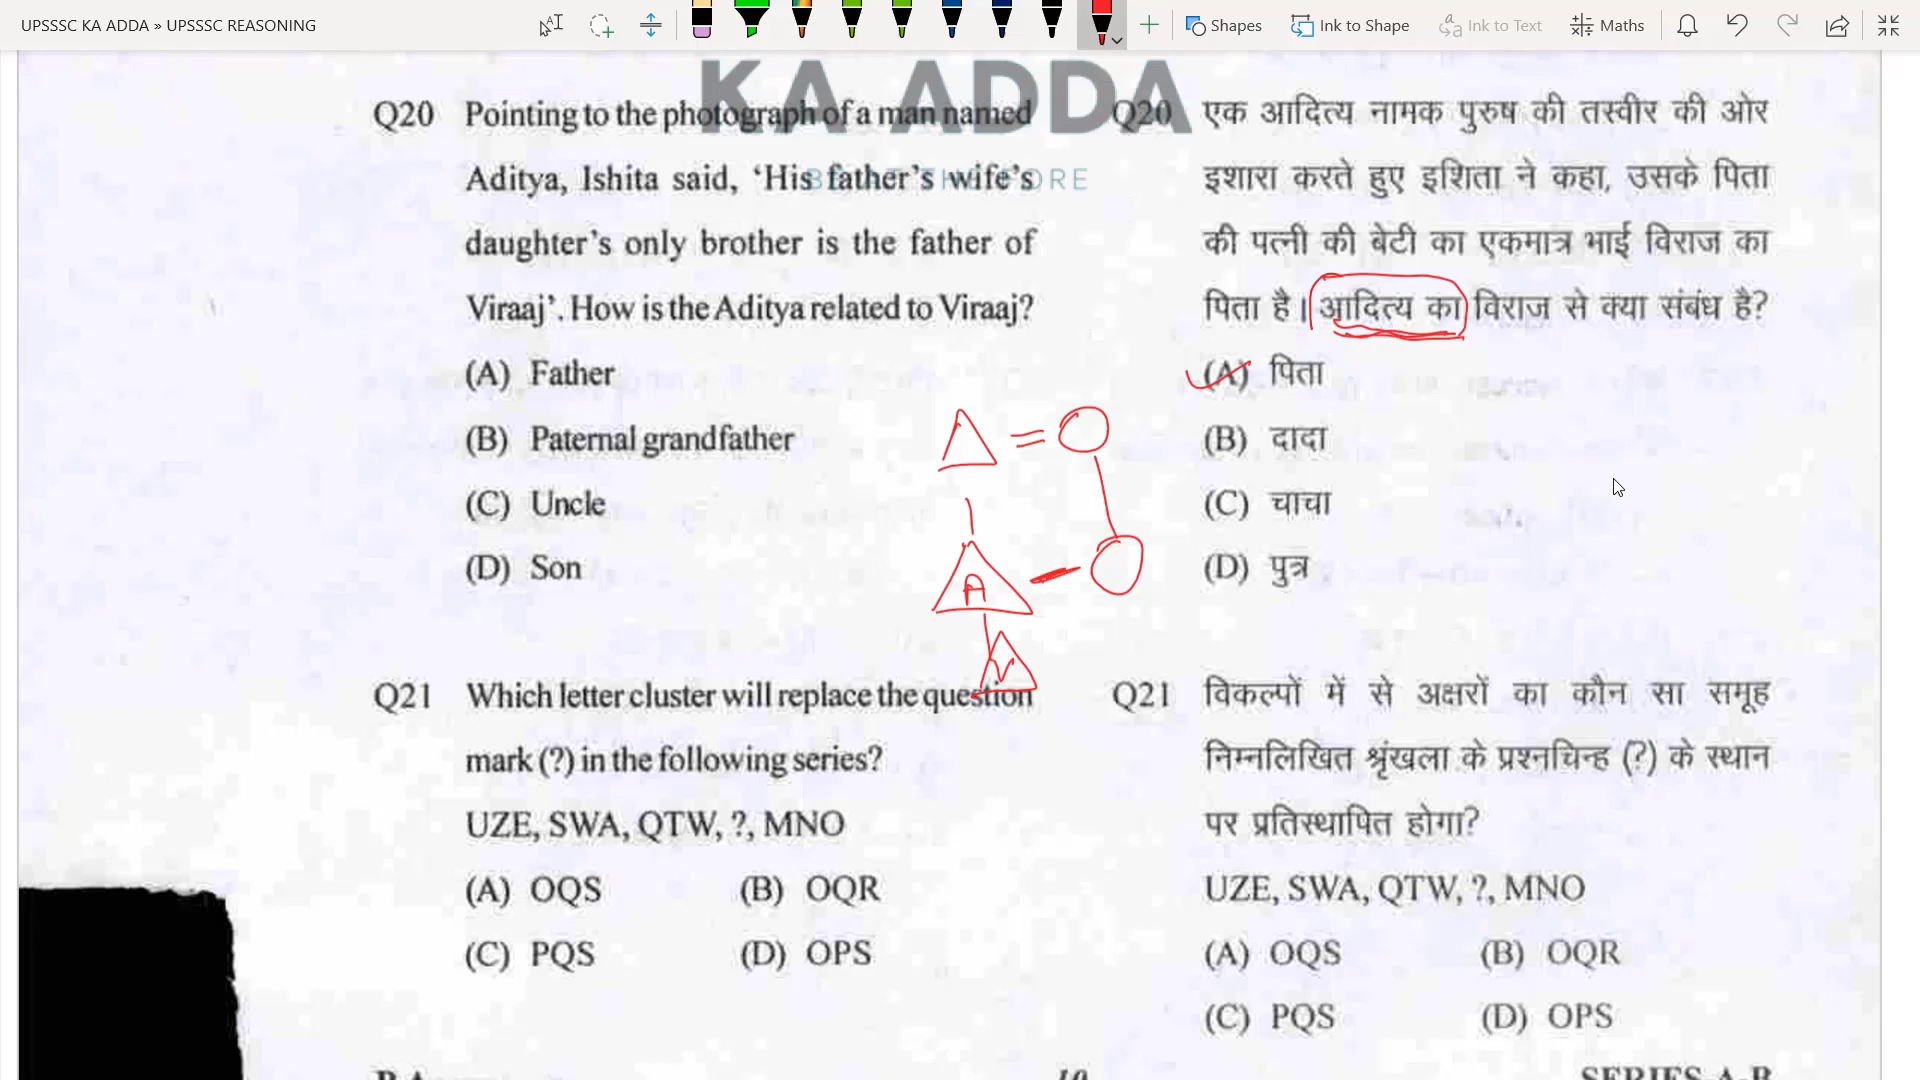 UPSSSC KA ADDA » UPSSSC REASONING
Shapes
Ink to Shape
Ink to Text
Maths
KA ADDA
Q20 Pointing to the photograph of a man named
Aditya, Ishita said, ‘His father’s wife’s
daughter’s only brother is the father of
Viraaj’. How is the Aditya related to Viraaj?
(A) Father
(B) Paternal grandfather
(C) Uncle
(D) Son
A
V
Q21 Which letter cluster will replace the question
mark (?) in the following series?
UZE, SWA, QTW, ?, MNO
(A) OQS (B) OQR
(C) PQS (D) OPS
Q20 एक आदित्य नामक पुरुष की तस्वीर की ओर
इशारा करते हुए इशिता ने कहा, उसके पिता
की पत्नी की बेटी का एकमात्र भाई विराज का
पिता है। आदित्य का विराज से क्या संबंध है?
(A) पिता
(B) दादा
(C) चाचा
(D) पुत्र
Q21 विकल्पों में से अक्षरों का कौन सा समूह
निम्नलिखित श्रृंखला के प्रश्नचिन्ह (?) के स्थान
पर प्रतिस्थापित होगा?
UZE, SWA, QTW, ?, MNO
(A) OQS (B) OQR
(C) PQS (D) OPS
10
SERIES-A-B